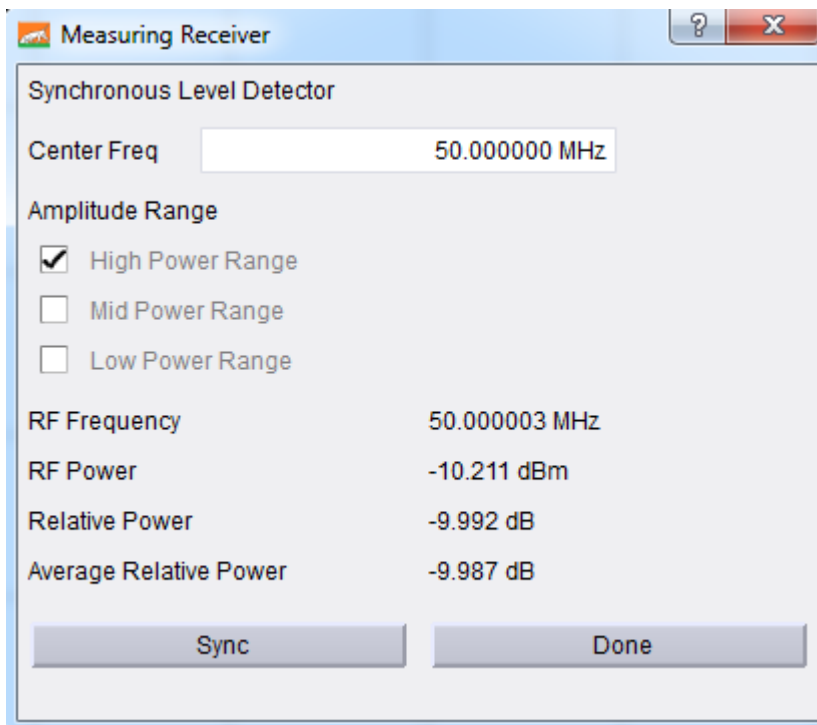 Measuring Receiver
?
X
Synchronous Level Detector
Center Freq 50.000000 MHz
Amplitude Range
High Power Range
Mid Power Range
Low Power Range
RF Frequency 50.000003 MHz
RF Power -10.211 dBm
Relative Power -9.992 dB
Average Relative Power -9.987 dB
Sync Done